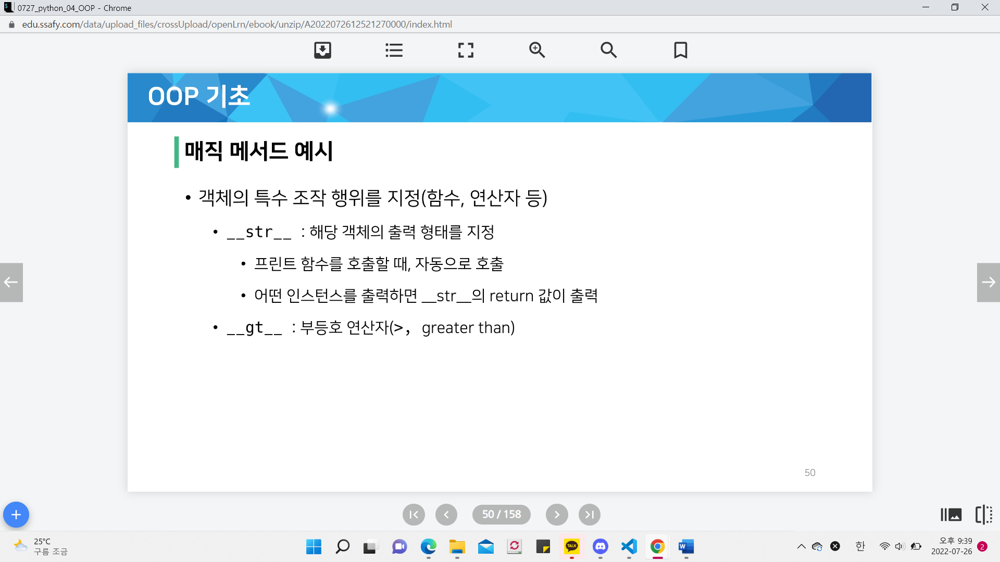 0727_python_04_OOP - Chrome
edu.ssafy.com/data/upload_files/crossUpload/openLrn/ebook/unzip/A2022072612521270000/index.html
OOP 기초
매직 메서드 예시
• 객체의 특수 조작 행위를 지정(함수, 연산자 등)
• __str__ : 해당 객체의 출력 형태를 지정
• 프린트 함수를 호출할 때, 자동으로 호출
• 어떤 인스턴스를 출력하면 __str__의 return 값이 출력
• __gt__ : 부등호 연산자(>, greater than)
50
50 / 158
25°C
구름 조금
TALK
W
한
오후 9:39
2022-07-26
2